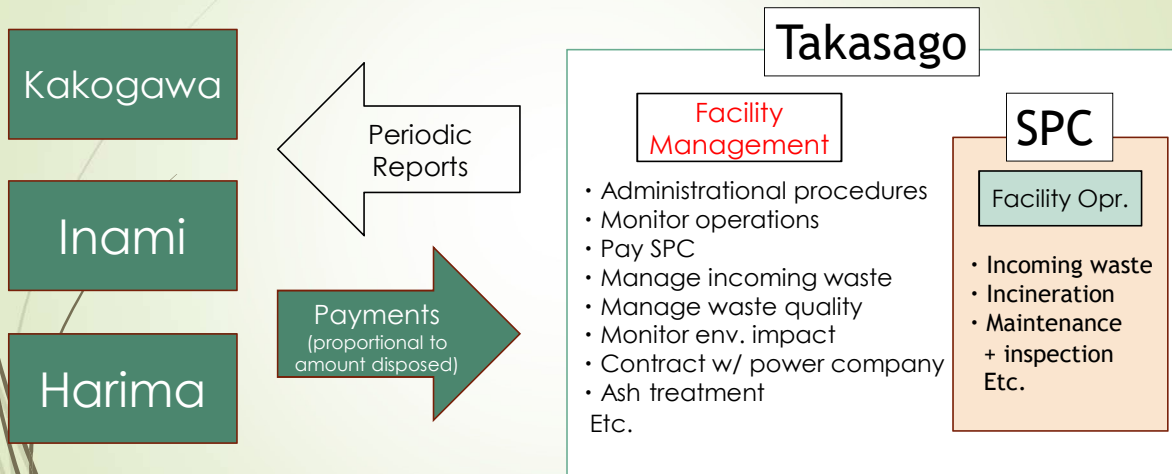 Kakogawa
Inami
Harima
Periodic
Reports
Payments
(proportional to
amount disposed)
Takasago
Facility
Management
・Administrational procedures
・Monitor operations
・Pay SPC
・Manage incoming waste
・Manage waste quality
・Monitor env. impact
・Contract w/ power company
・Ash treatment
Etc.
SPC
Facility Opr.
・Incoming waste
・Incineration
・Maintenance
+ inspection
Etc.